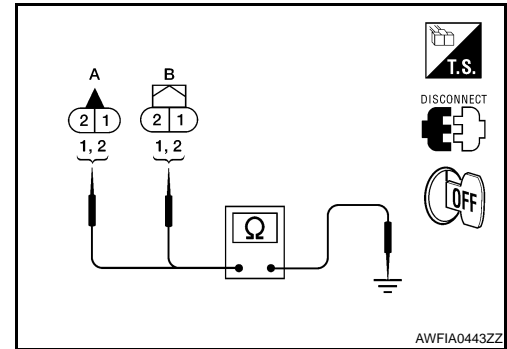 T.S.
A B
DISCONNECT
2 1 2 1
1, 2 1, 2
OFF
Ω
AWFIA0443ZZ